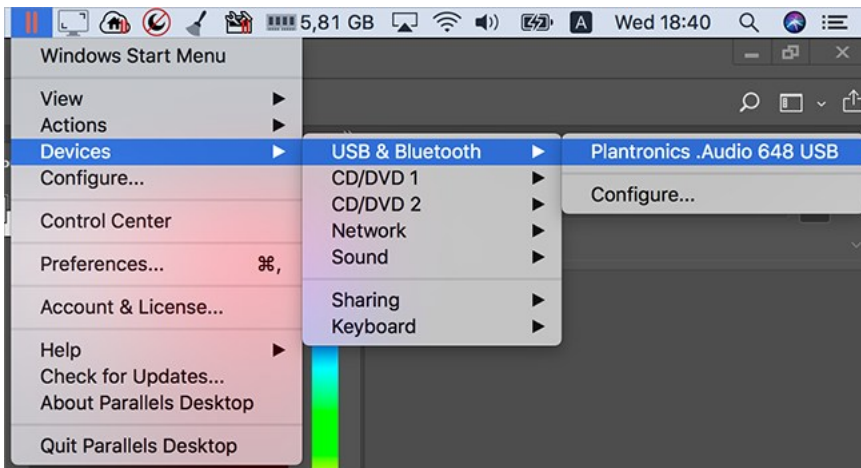 5,81 GB A Wed 18:40
Windows Start Menu
View
Actions
Devices
Configure...
Control Center
Preferences... ⌘,
Account & License...
Help
Check for Updates...
About Parallels Desktop
Quit Parallels Desktop
USB & Bluetooth
CD/DVD 1
CD/DVD 2
Network
Sound
Sharing
Keyboard
Plantronics .Audio 648 USB
Configure...